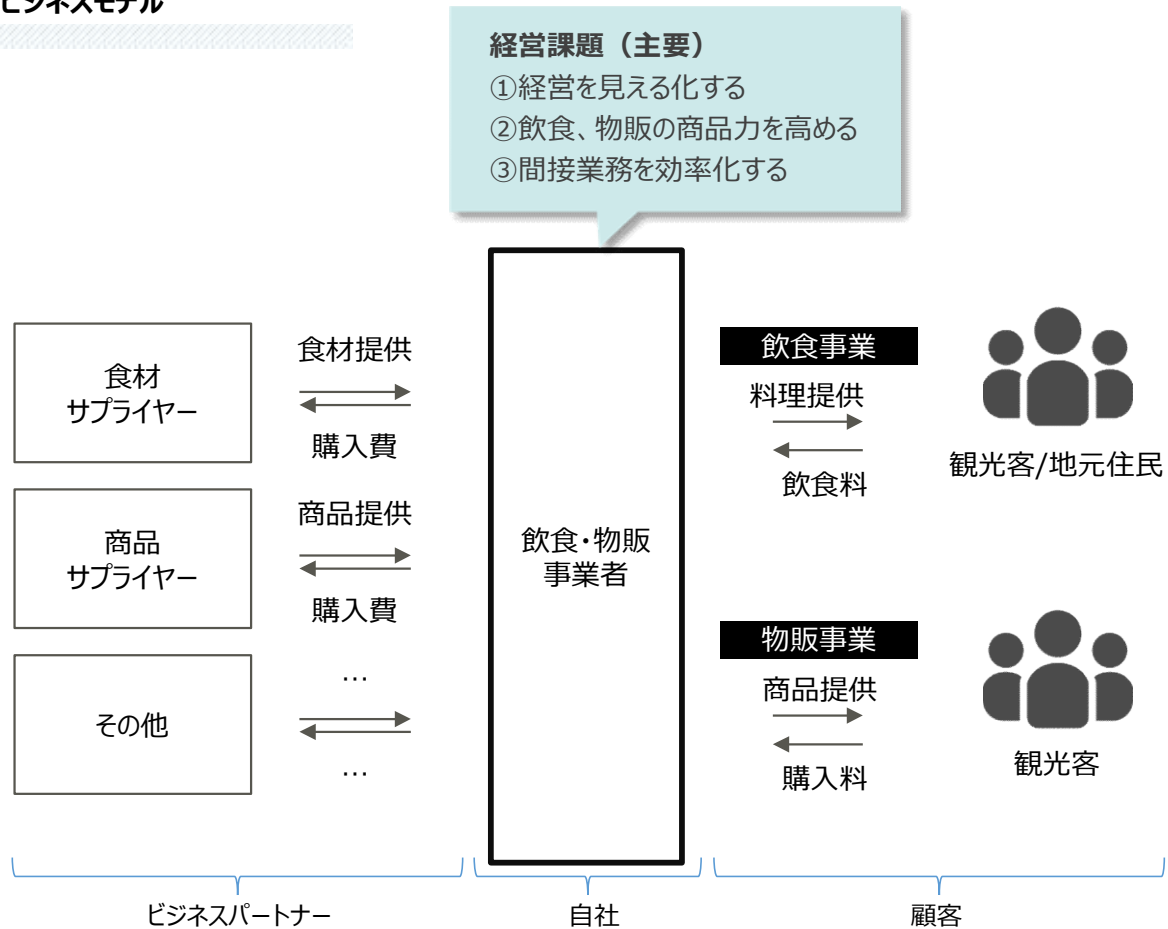 ビジネスモデル
経営課題（主要）
①経営を見える化する
②飲食、物販の商品力を高める
③間接業務を効率化する
食材
サプライヤー
食材提供
購入費
商品
サプライヤー
商品提供
購入費
その他
…
…
飲食・物販
事業者
飲食事業
料理提供
飲食料
観光客/地元住民
物販事業
商品提供
購入料
観光客
ビジネスパートナー
自社
顧客